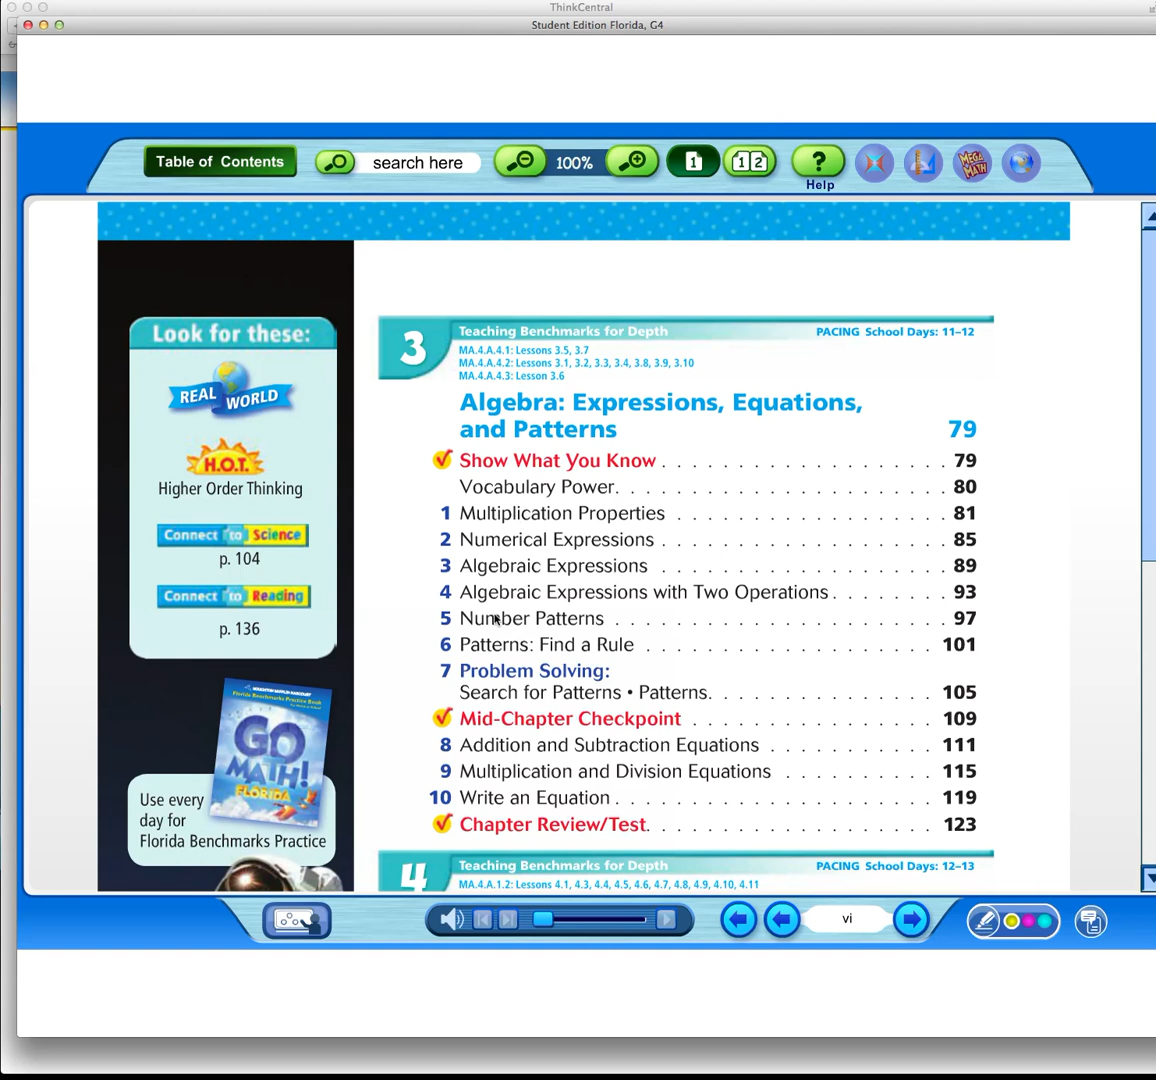 ThinkCentral
Student Edition Florida, G4
Table of Contents
search here
100%
1
1 2
?
Help
MEGA MATH
Look for these:
REAL WORLD
H.O.T.
Higher Order Thinking
Connect to Science
p. 104
Connect to Reading
p. 136
Florida Benchmarks Practice Book
GO
MATH!
FLORIDA
Use every
day for
Florida Benchmarks Practice
3
Teaching Benchmarks for Depth PACING School Days: 11–12
MA.4.A.4.1: Lessons 3.5, 3.7
MA.4.A.4.2: Lessons 3.1, 3.2, 3.3, 3.4, 3.8, 3.9, 3.10
MA.4.A.4.3: Lesson 3.6
Algebra: Expressions, Equations,
and Patterns 79
Show What You Know . . . . . . . . . . . . . . . . . . . . 79
Vocabulary Power. . . . . . . . . . . . . . . . . . . . . . 80
1 Multiplication Properties . . . . . . . . . . . . . . . . . . . 81
2 Numerical Expressions . . . . . . . . . . . . . . . . . . . . 85
3 Algebraic Expressions . . . . . . . . . . . . . . . . . . . . 89
4 Algebraic Expressions with Two Operations . . . . . . . . 93
5 Number Patterns . . . . . . . . . . . . . . . . . . . . . . 97
6 Patterns: Find a Rule . . . . . . . . . . . . . . . . . . . . 101
7 Problem Solving:
Search for Patterns • Patterns. . . . . . . . . . . . . . . . 105
Mid-Chapter Checkpoint . . . . . . . . . . . . . . . . . 109
8 Addition and Subtraction Equations . . . . . . . . . . . 111
9 Multiplication and Division Equations . . . . . . . . . . 115
10 Write an Equation . . . . . . . . . . . . . . . . . . . . . 119
Chapter Review/Test. . . . . . . . . . . . . . . . . . . . 123
4
Teaching Benchmarks for Depth PACING School Days: 12–13
MA.4.A.1.2: Lessons 4.1, 4.3, 4.4, 4.5, 4.6, 4.7, 4.8, 4.9, 4.10, 4.11
vi